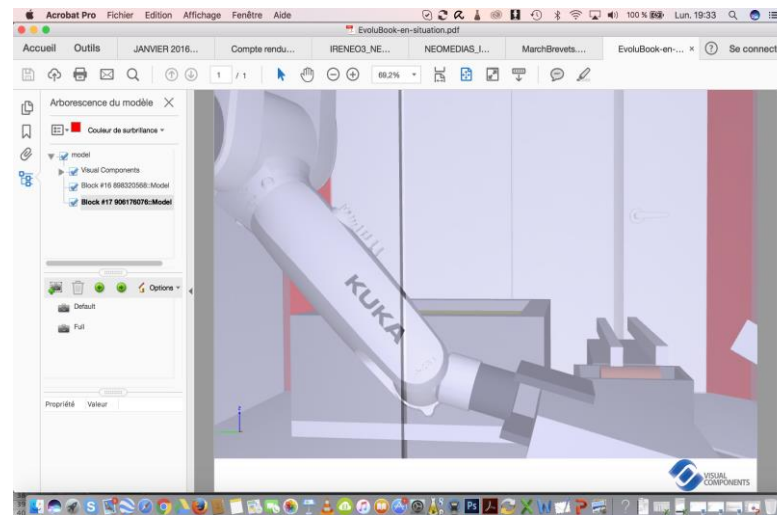 Acrobat Pro Fichier Edition Affichage Fenêtre Aide 100 % Lun. 19:33
EvoluBook-en-situation.pdf
Accueil Outils JANVIER 2016... Compte rendu... IRENEO3_NE... NEOMEDIAS_I... MarchBrevets.... EvoluBook-en-... × ? Se connect
1 / 1 69,2%
Arborescence du modèle
Couleur de surbrillance
model
Visual Components
Block #16 898320568::Model
Block #17 906176076::Model
Options
Default
Full
Propriété Valeur
KUKA
z
VISUAL
COMPONENTS